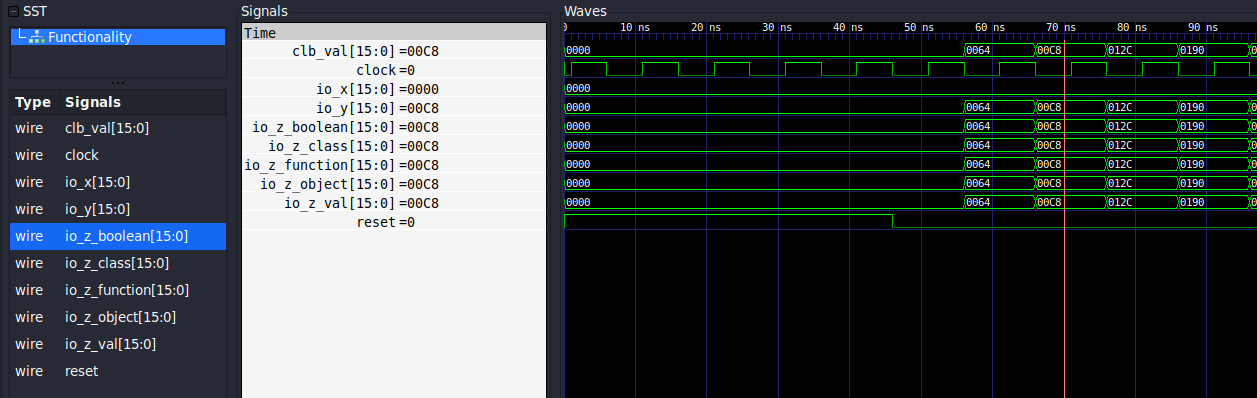 SST
Functionality
Type Signals
wire clb_val[15:0]
wire clock
wire io_x[15:0]
wire io_y[15:0]
wire io_z_boolean[15:0]
wire io_z_class[15:0]
wire io_z_function[15:0]
wire io_z_object[15:0]
wire io_z_val[15:0]
wire reset
Signals
Time
clb_val[15:0] =00C8
clock =0
io_x[15:0] =0000
io_y[15:0] =00C8
io_z_boolean[15:0] =00C8
io_z_class[15:0] =00C8
io_z_function[15:0] =00C8
io_z_object[15:0] =00C8
io_z_val[15:0] =00C8
reset =0
Waves
0 10 ns 20 ns 30 ns 40 ns 50 ns 60 ns 70 ns 80 ns 90 ns
0000 0064 00C8 012C 0190 0
0000
0000 0064 00C8 012C 0190 0
0000 0064 00C8 012C 0190 0
0000 0064 00C8 012C 0190 0
0000 0064 00C8 012C 0190 0
0000 0064 00C8 012C 0190 0
0000 0064 00C8 012C 0190 0